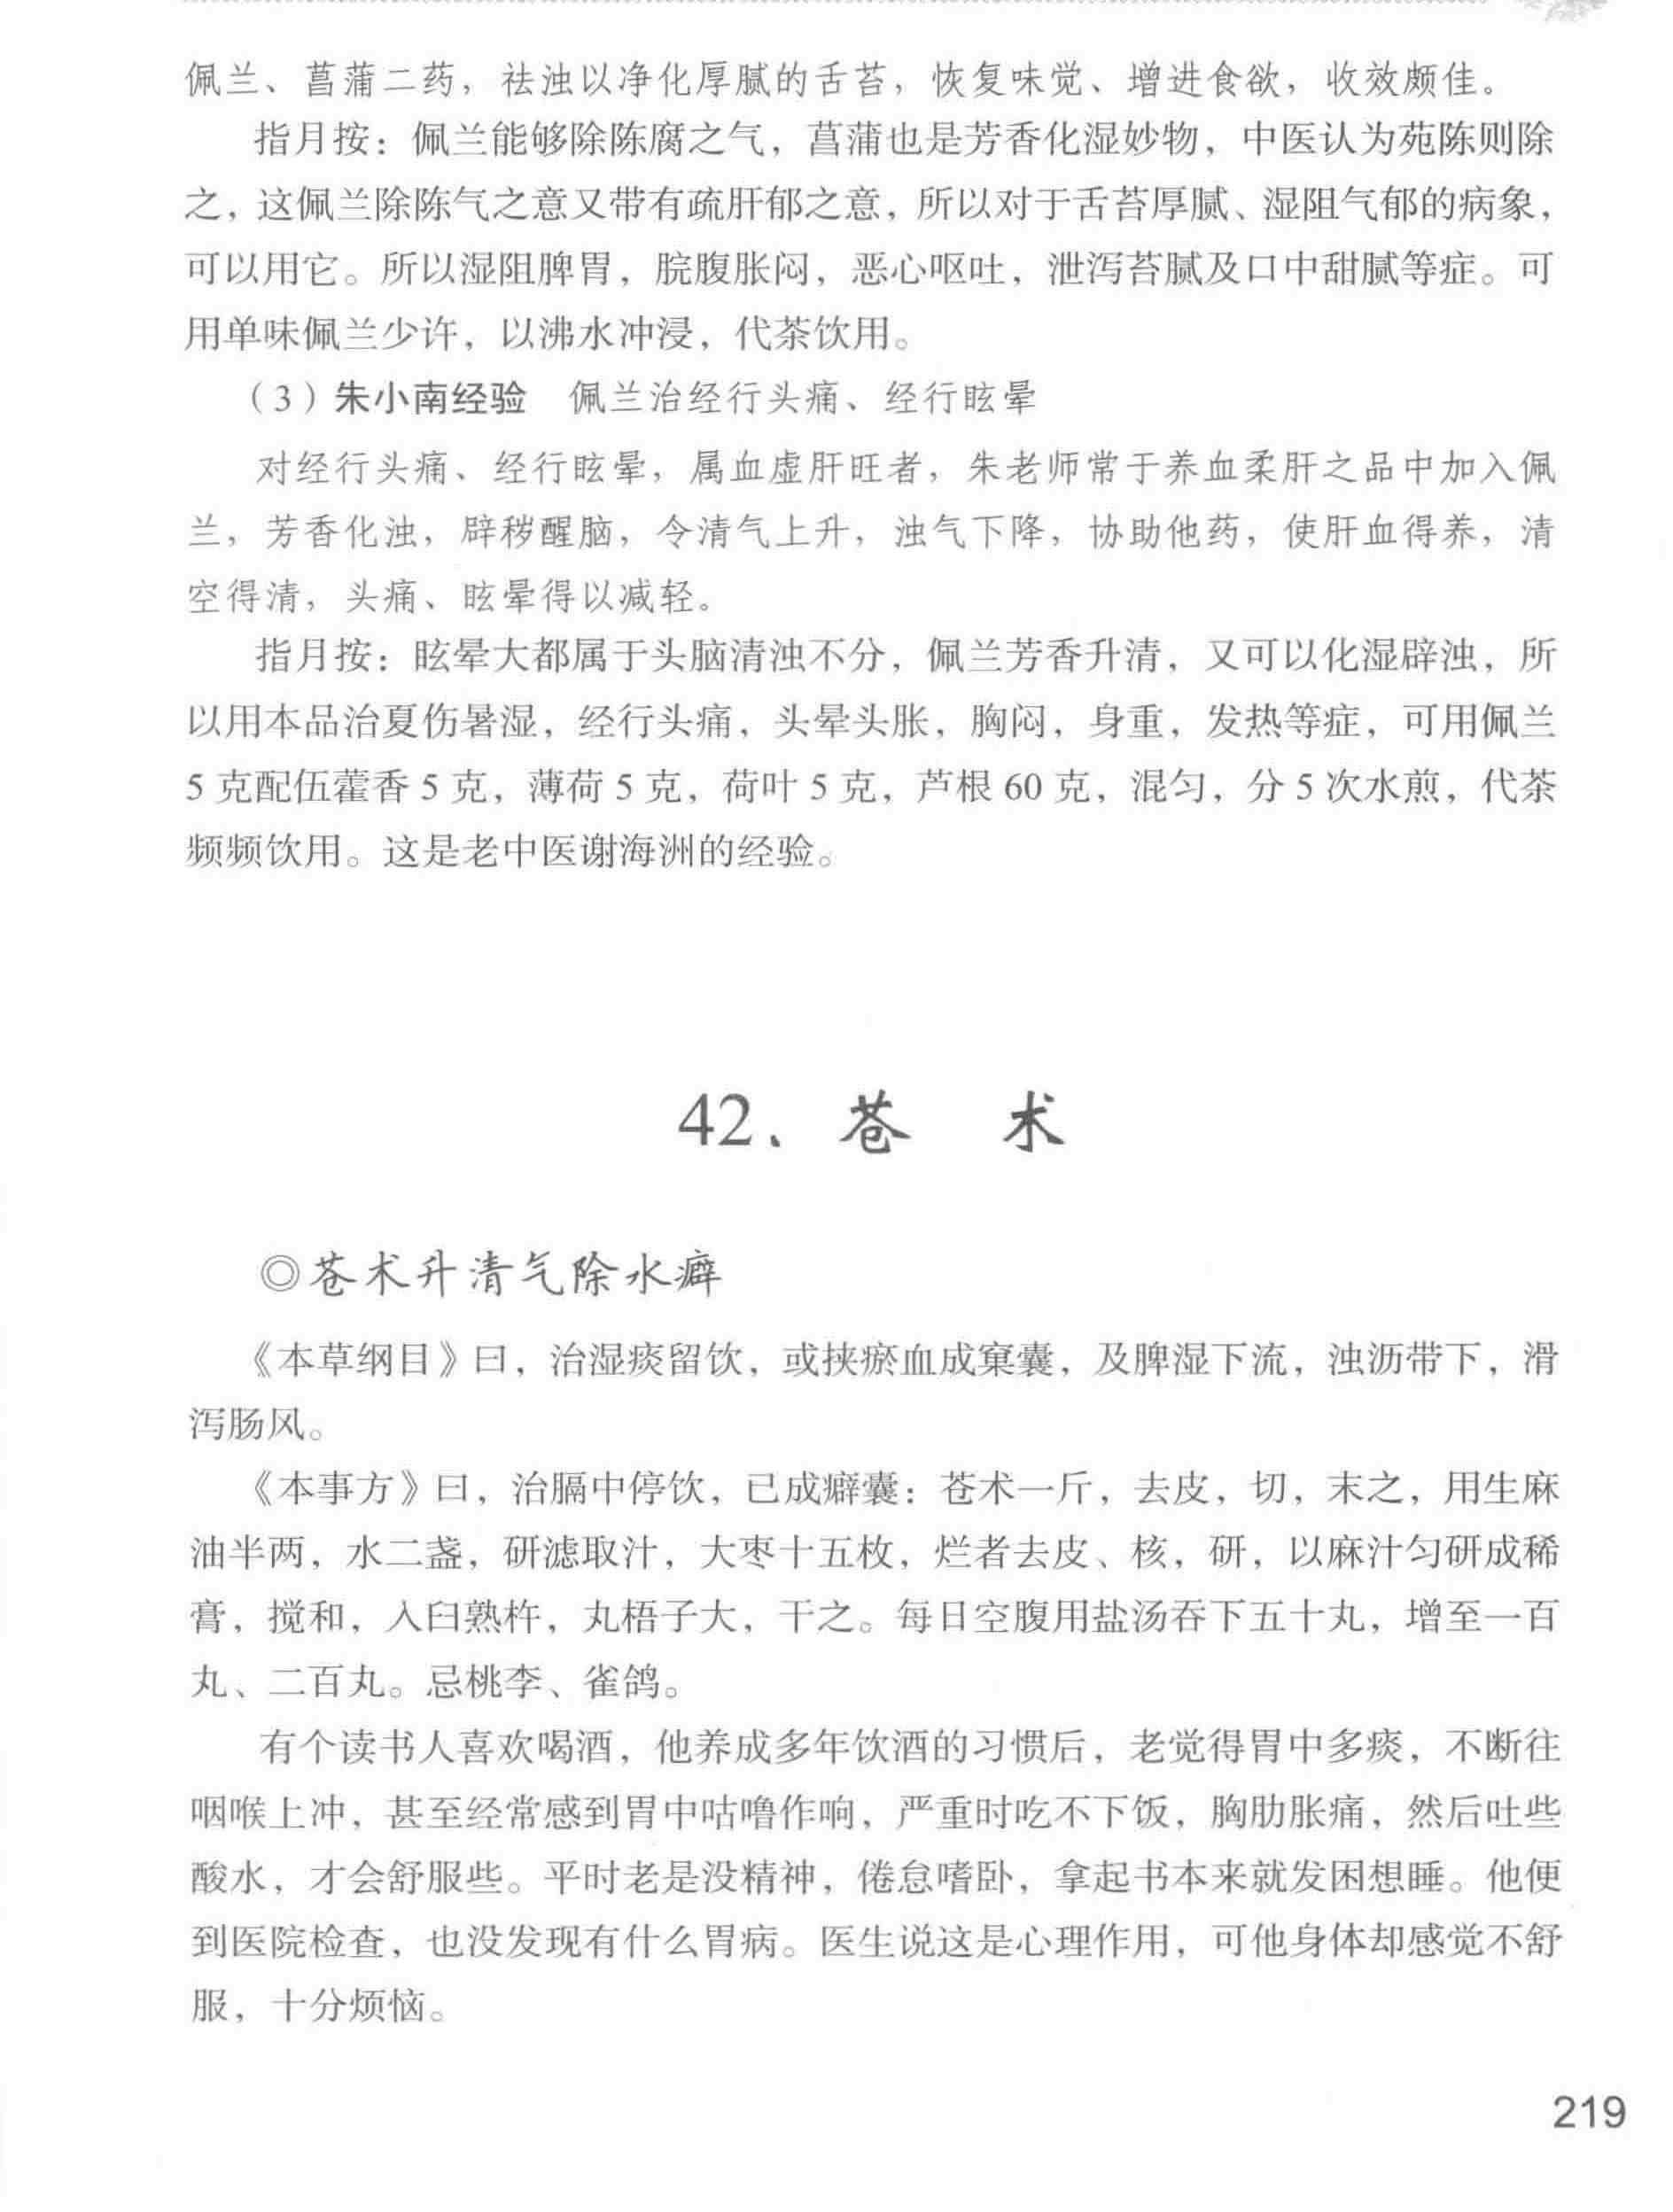 佩兰、菖蒲二药，祛浊以净化厚腻的舌苔，恢复味觉、增进食欲，收效颇佳。
指月按：佩兰能够除陈腐之气，菖蒲也是芳香化湿妙物，中医认为苑陈则除
之，这佩兰除陈气之意又带有疏肝郁之意，所以对于舌苔厚腻、湿阻气郁的病象，
可以用它。所以湿阻脾胃，脘腹胀闷，恶心呕吐，泄泻苔腻及口中甜腻等症。可
用单味佩兰少许，以沸水冲浸，代茶饮用。
（3）朱小南经验　佩兰治经行头痛、经行眩晕
对经行头痛、经行眩晕，属血虚肝旺者，朱老师常于养血柔肝之品中加入佩
兰，芳香化浊，辟秽醒脑，令清气上升，浊气下降，协助他药，使肝血得养，清
空得清，头痛、眩晕得以减轻。
指月按：眩晕大都属于头脑清浊不分，佩兰芳香升清，又可以化湿辟浊，所
以用本品治夏伤暑湿，经行头痛，头晕头胀，胸闷，身重，发热等症，可用佩兰
5克配伍藿香5克，薄荷5克，荷叶5克，芦根60克，混匀，分5次水煎，代茶
频频饮用。这是老中医谢海洲的经验。
42、苍　术
◎苍术升清气除水癖
《本草纲目》曰，治湿痰留饮，或挟瘀血成窠囊，及脾湿下流，浊沥带下，滑
泻肠风。
《本事方》曰，治膈中停饮，已成癖囊：苍术一斤，去皮，切，末之，用生麻
油半两，水二盏，研滤取汁，大枣十五枚，烂者去皮、核，研，以麻汁匀研成稀
膏，搅和，入臼熟杵，丸梧子大，干之。每日空腹用盐汤吞下五十丸，增至一百
丸、二百丸。忌桃李、雀鸽。
有个读书人喜欢喝酒，他养成多年饮酒的习惯后，老觉得胃中多痰，不断往
咽喉上冲，甚至经常感到胃中咕噜作响，严重时吃不下饭，胸肋胀痛，然后吐些
酸水，才会舒服些。平时老是没精神，倦怠嗜卧，拿起书本来就发困想睡。他便
到医院检查，也没发现有什么胃病。医生说这是心理作用，可他身体却感觉不舒
服，十分烦恼。
219